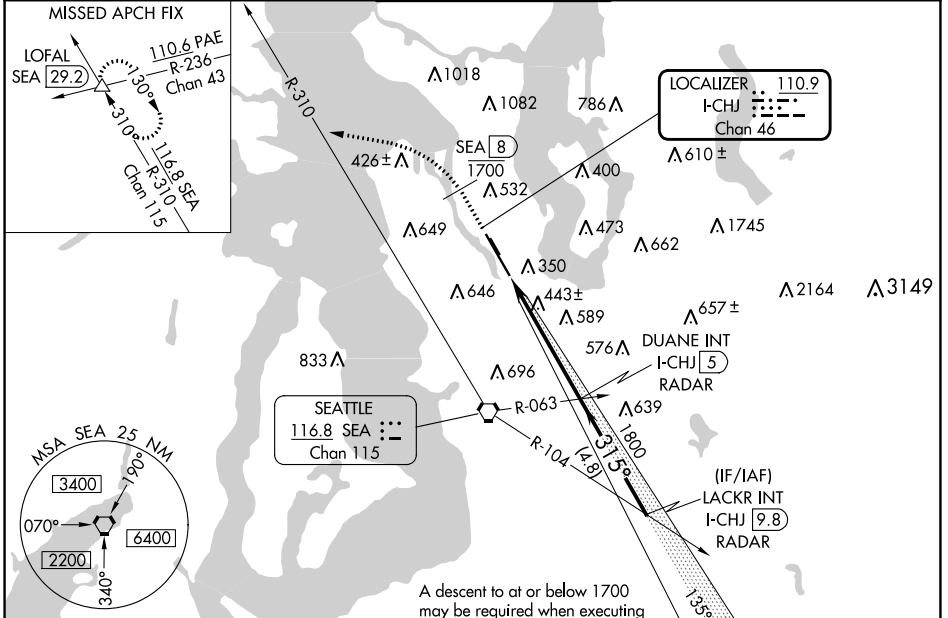 MISSED APCH FIX
LOFAL
SEA 29.2
110.6 PAE
R-236
Chan 43
130°
310°
116.8 SEA
R-310
Chan 115
R-310
1018
1082
786
LOCALIZER 110.9
I-CHJ
Chan 46
SEA 8
1700
426±
532
400
610±
649
473
662
1745
350
646
443±
589
657±
2164
3149
576
DUANE INT
I-CHJ 5
RADAR
833
696
SEATTLE
116.8 SEA
Chan 115
R-063
639
R-104
(4.8)
315°
1800
(IF/IAF)
LACKR INT
I-CHJ 9.8
RADAR
135°
MSA SEA 25 NM
3400
190°
070°
6400
2200
340°
A descent to at or below 1700
may be required when executing